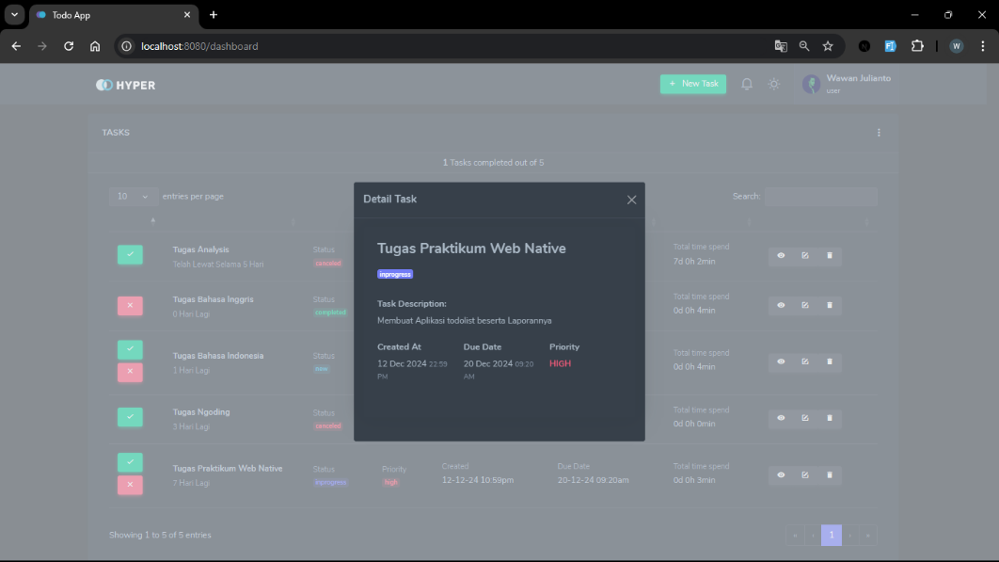 Todo App
localhost:8080/dashboard
W
HYPER
+ New Task
Wawan Julianto
user
TASKS
1 Tasks completed out of 5
10 entries per page
Search:
Detail Task
Tugas Praktikum Web Native
inprogress
Task Description:
Membuat Aplikasi todolist beserta Laporannya
Created At Due Date Priority
12 Dec 2024 22:59 PM 20 Dec 2024 09:20 AM HIGH
Tugas Analysis Status Total time spend
Telah Lewat Selama 5 Hari canceled 7d 0h 2min
Tugas Bahasa Inggris Status Total time spend
0 Hari Lagi completed 0d 0h 4min
Tugas Bahasa Indonesia Status Total time spend
1 Hari Lagi new 0d 0h 4min
Tugas Ngoding Status Total time spend
3 Hari Lagi canceled 0d 0h 0min
Tugas Praktikum Web Native Status Priority Created Due Date Total time spend
7 Hari Lagi inprogress high 12-12-24 10:59pm 20-12-24 09:20am 0d 0h 3min
Showing 1 to 5 of 5 entries
« ‹ 1 › »